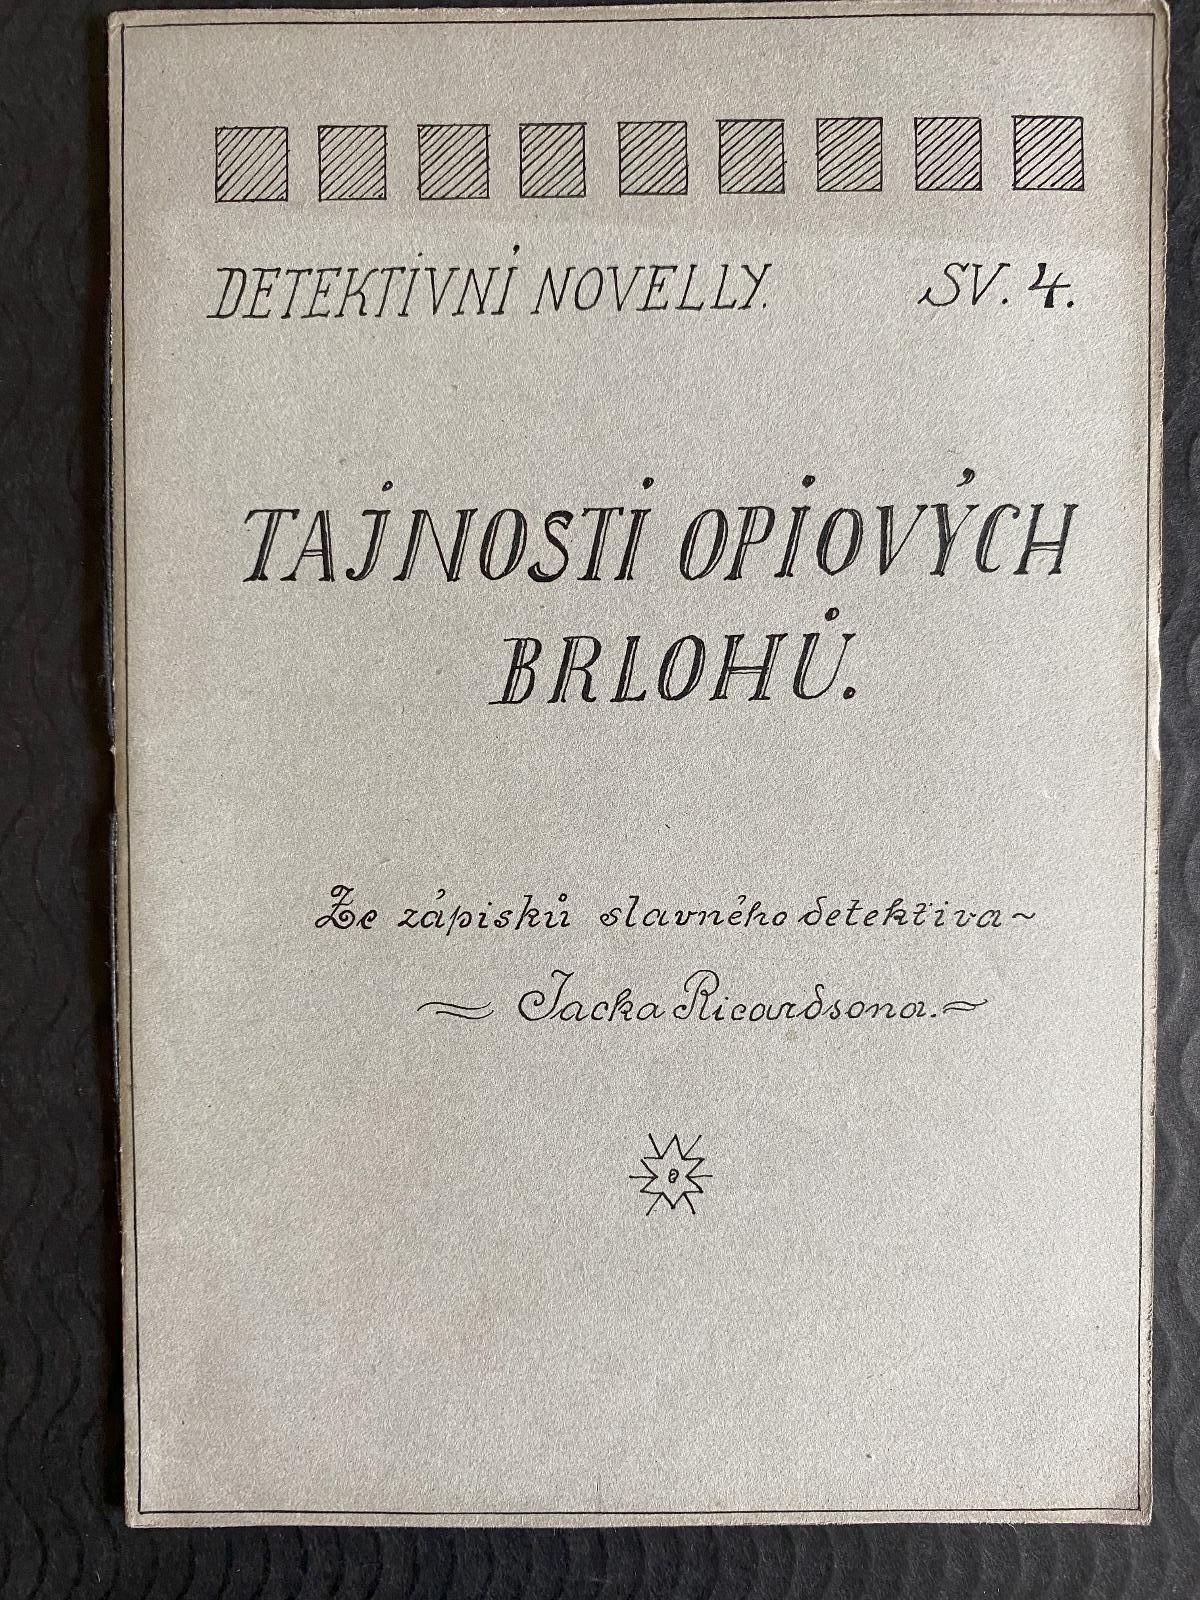 DETEKTIVNÍ NOVELLY. SV. 4.
TAJNOSTI OPIOVÝCH
BRLOHŮ.
Ze zápisků slavného detektiva ~
~ Jacka Ricardsona. ~